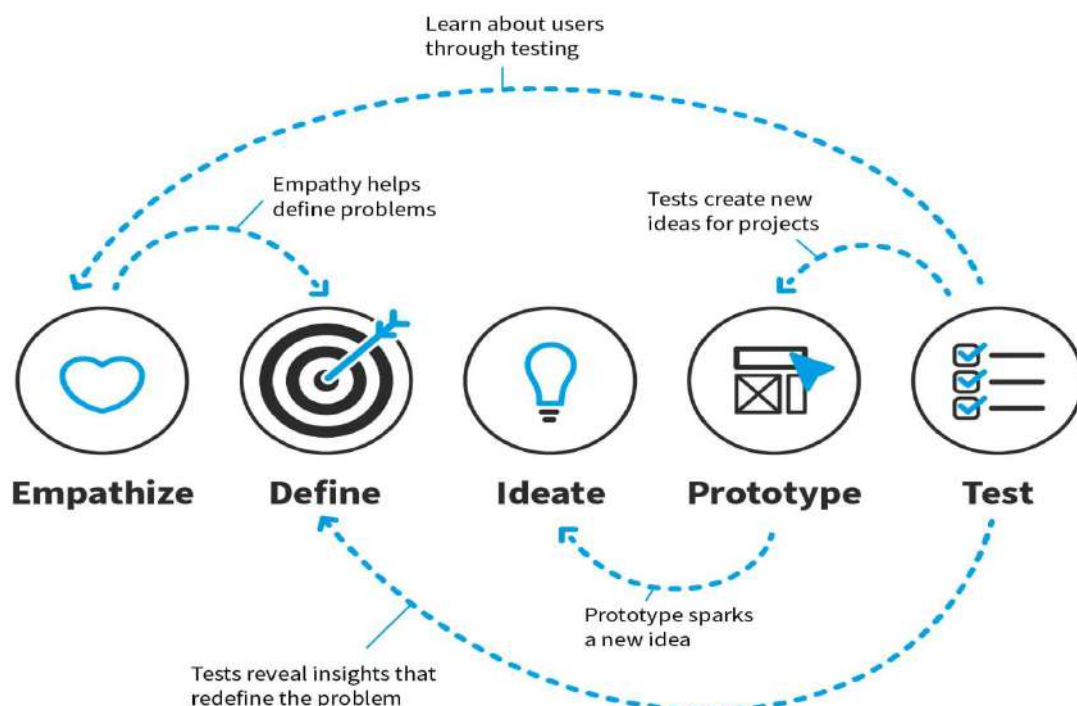 Learn about users
through testing
Empathy helps
define problems
Tests create new
ideas for projects
Empathize
Define
Ideate
Prototype
Test
Prototype sparks
a new idea
Tests reveal insights that
redefine the problem